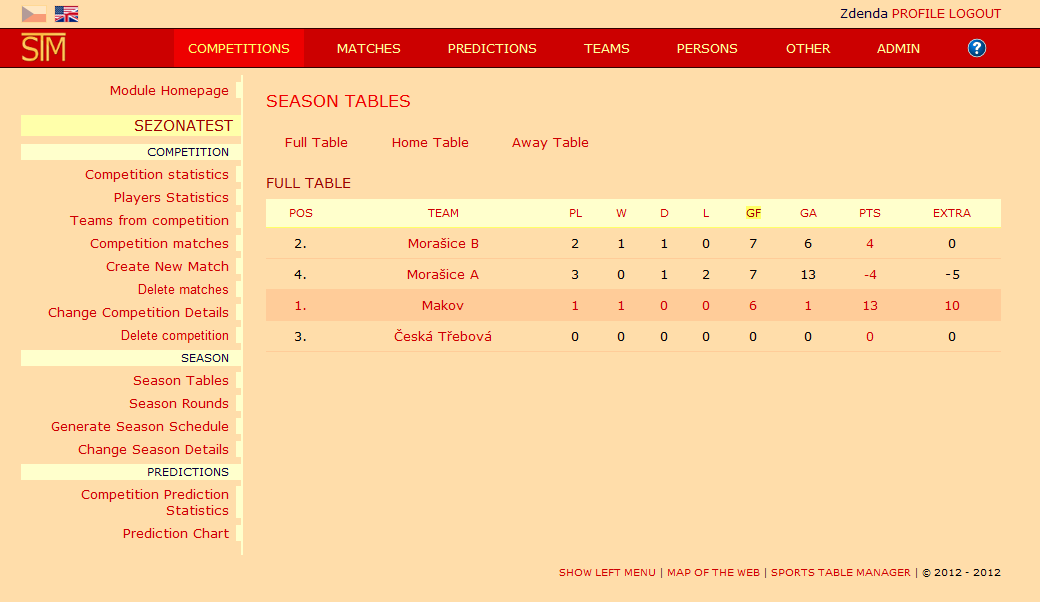 Zdenda PROFILE LOGOUT
STM COMPETITIONS MATCHES PREDICTIONS TEAMS PERSONS OTHER ADMIN ?
Module Homepage
SEZONATEST
COMPETITION
Competition statistics
Players Statistics
Teams from competition
Competition matches
Create New Match
Delete matches
Change Competition Details
Delete competition
SEASON
Season Tables
Season Rounds
Generate Season Schedule
Change Season Details
PREDICTIONS
Competition Prediction
Statistics
Prediction Chart
SEASON TABLES
Full Table Home Table Away Table
FULL TABLE
POS TEAM PL W D L GF GA PTS EXTRA
2. Morašice B 2 1 1 0 7 6 4 0
4. Morašice A 3 0 1 2 7 13 -4 -5
1. Makov 1 1 0 0 6 1 13 10
3. Česká Třebová 0 0 0 0 0 0 0 0
SHOW LEFT MENU | MAP OF THE WEB | SPORTS TABLE MANAGER | © 2012 - 2012